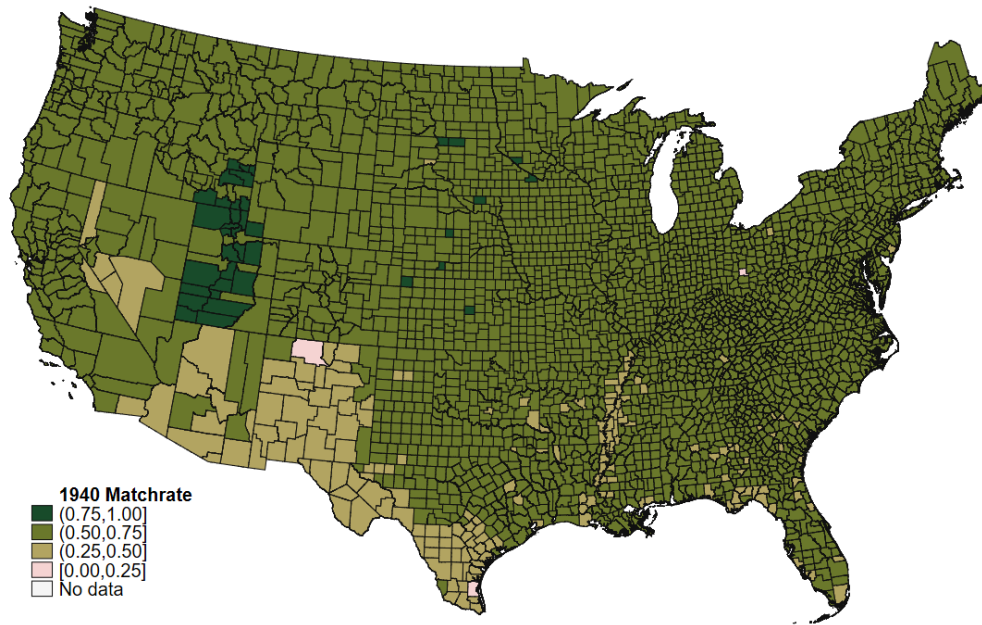 1940 Matchrate
(0.75,1.00]
(0.50,0.75]
(0.25,0.50]
[0.00,0.25]
No data